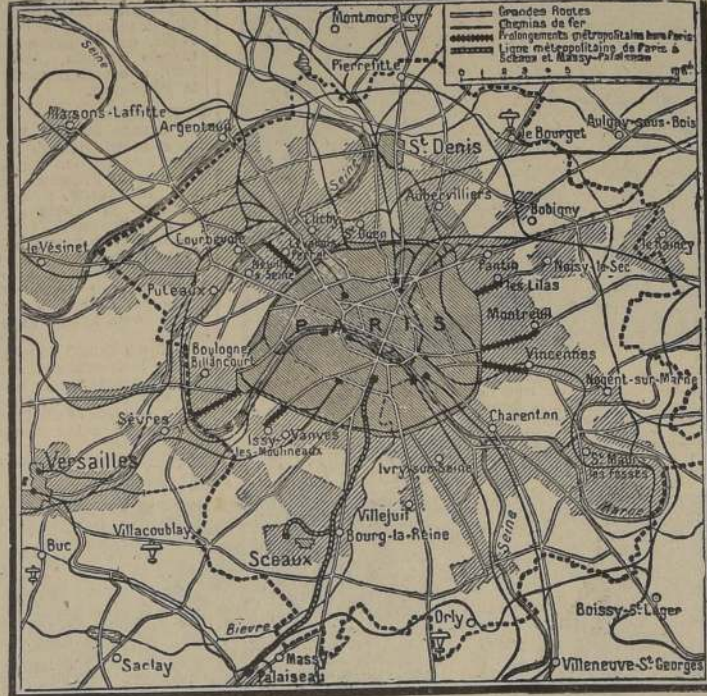 Grandes Routes
Chemins de fer
Prolongements métropolitains hors Paris
Ligne métropolitaine de Paris à
Sceaux et Massy-Palaiseau
Montmorency
Seine
Pierrefitte
Maisons-Laffitte
Argenteuil
St. Denis
le Bourget
Aulnay-sous-Bois
Seine
Aubervilliers
Bobigny
Clichy
St. Ouen
Courbevoie
Levallois
Perret
le Vésinet
Neuilly
s. Seine
Pantin
les Lilas
Noisy-le-Sec
le Raincy
Puteaux
PARIS
Montreuil
Boulogne
Billancourt
Vincennes
Nogent-sur-Marne
Sèvres
Issy
les-Moulineaux
Vanves
Charenton
Versailles
Ivry-sur-Seine
St. Maur
les Fossés
Marne
Villejuif
Villacoublay
Bourg-la-Reine
Seine
Buc
Sceaux
Bièvre
Orly
Boissy-St-Léger
Saclay
Massy
Palaiseau
Villeneuve-St-Georges